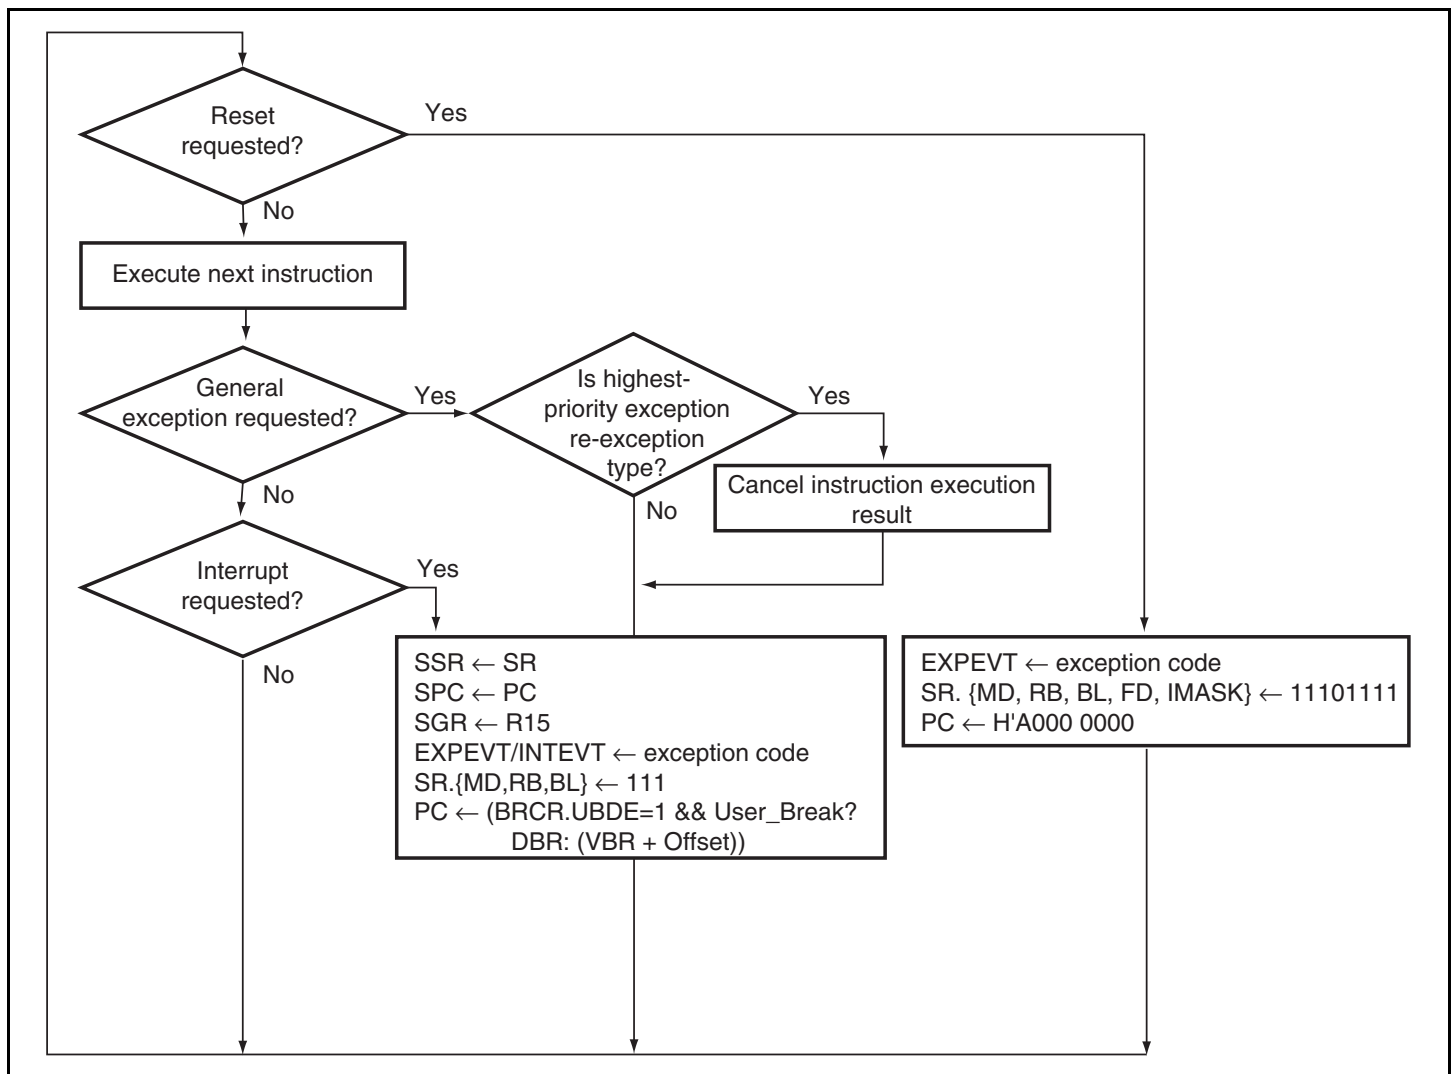 Reset
requested?
Yes
No
Execute next instruction
General
exception requested?
Yes
Is highest-
priority exception
re-exception
type?
Yes
Cancel instruction execution
result
No
No
Interrupt
requested?
Yes
No
SSR ← SR
SPC ← PC
SGR ← R15
EXPEVT/INTEVT ← exception code
SR.{MD,RB,BL} ← 111
PC ← (BRCR.UBDE=1 && User_Break?
DBR: (VBR + Offset))
EXPEVT ← exception code
SR. {MD, RB, BL, FD, IMASK} ← 11101111
PC ← H'A000 0000